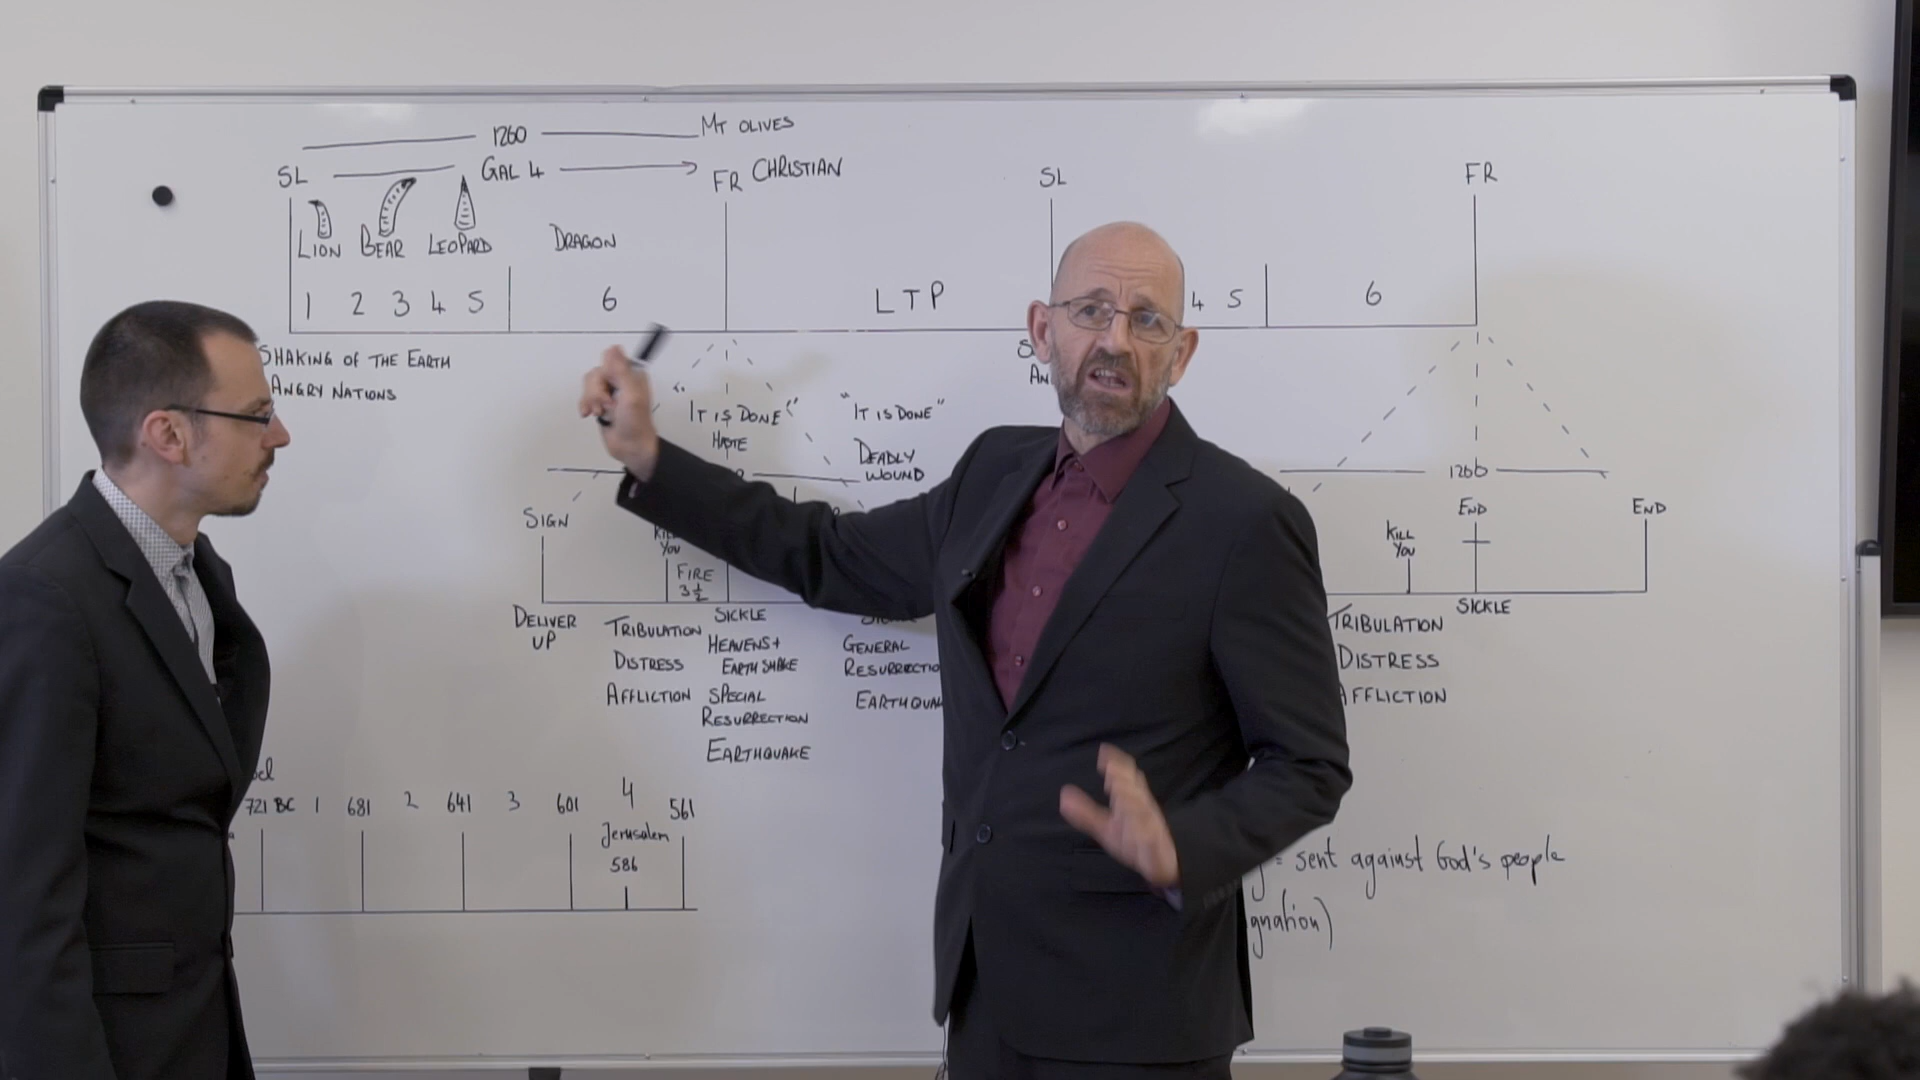 1260 MT OLIVES
SL GAL 4 FR CHRISTIAN SL FR
LION BEAR LEOPARD DRAGON
1 2 3 4 5 6 LTP 4 5 6
SHAKING OF THE EARTH
ANGRY NATIONS
"IT IS DONE" "IT IS DONE"
HASTE
DEADLY
WOUND
SIGN
KILL
YOU
FIRE
3½
DELIVER
UP
TRIBULATION
DISTRESS
AFFLICTION
SICKLE
HEAVENS +
EARTH SHAKE
SPECIAL
RESURRECTION
EARTHQUAKE
GENERAL
RESURRECTIO
EARTHQUA
END END
KILL
YOU
SICKLE
TRIBULATION
DISTRESS
AFFLICTION
721 BC 1 681 2 641 3 601 4 561
Jerusalem
586
= sent against God's people
gnation)